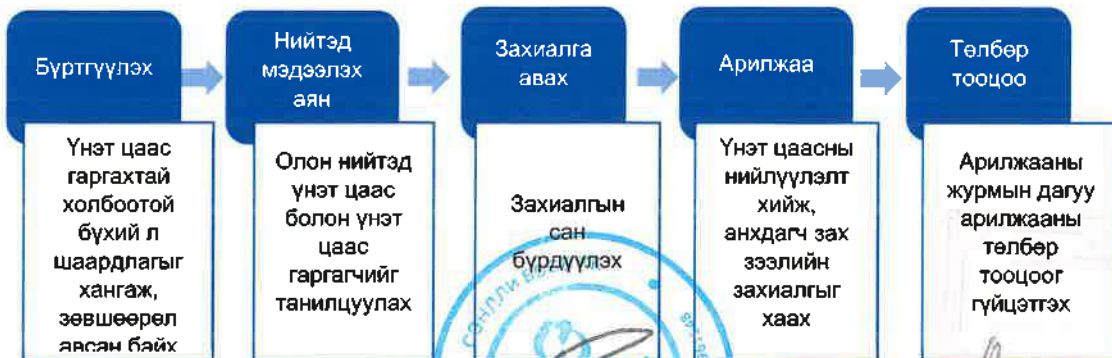 Бүртгүүлэх
Нийтэд
мэдээлэх
аян
Захиалга
авах
Арилжаа
Төлбөр
тооцоо
Үнэт цаас
гаргахтай
холбоотой
бүхий л
шаардлагыг
хангаж,
зөвшөөрөл
авсан байх
Олон нийтэд
үнэт цаас
болон үнэт
цаас
гаргагчийг
танилцуулах
Захиалгын
сан
бүрдүүлэх
Үнэт цаасны
нийлүүлэлт
хийж,
анхдагч зах
зээлийн
захиалгыг
хаах
Арилжааны
журмын дагуу
арилжааны
төлбөр
тооцоог
гүйцэтгэх